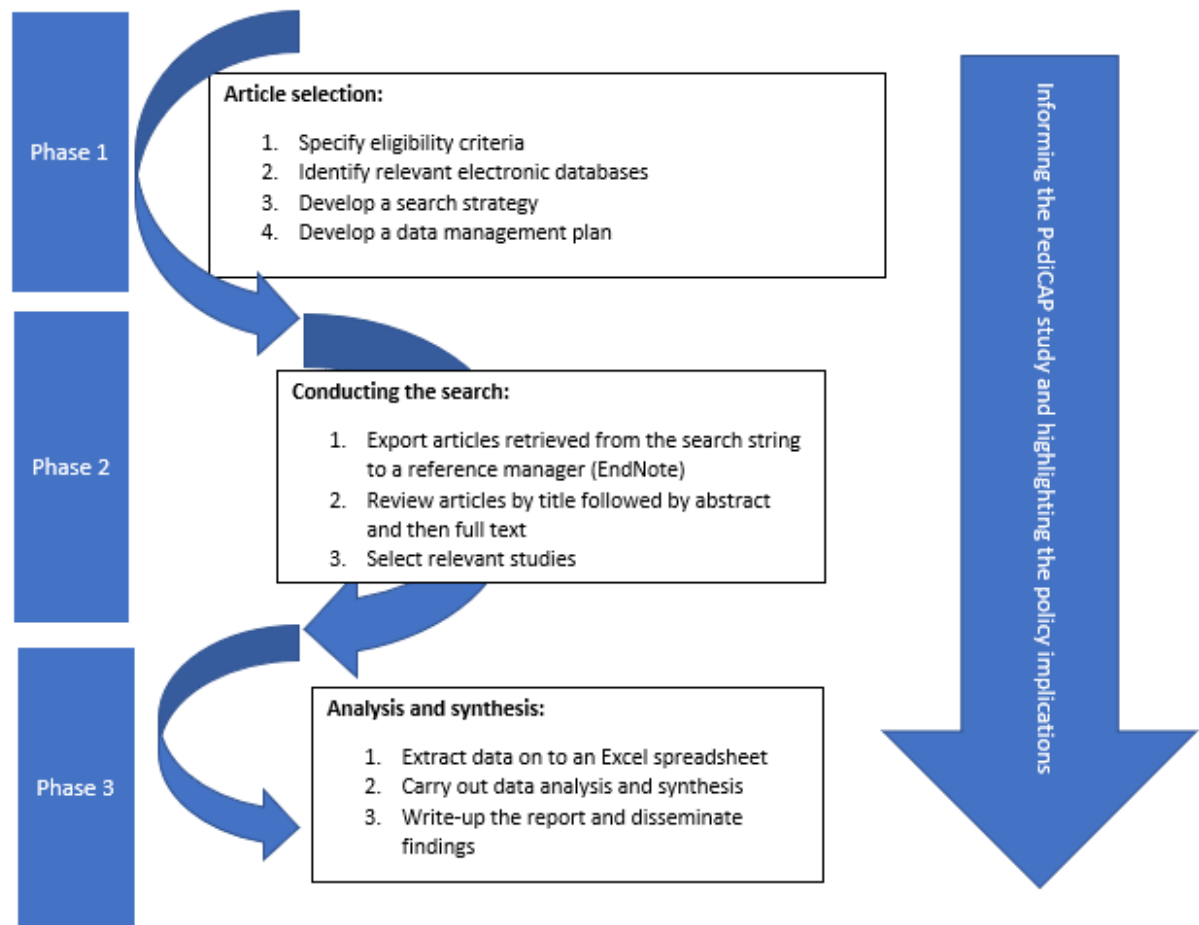 Phase 1
Article selection:
1. Specify eligibility criteria
2. Identify relevant electronic databases
3. Develop a search strategy
4. Develop a data management plan
Phase 2
Conducting the search:
1. Export articles retrieved from the search string
to a reference manager (EndNote)
2. Review articles by title followed by abstract
and then full text
3. Select relevant studies
Phase 3
Analysis and synthesis:
1. Extract data on to an Excel spreadsheet
2. Carry out data analysis and synthesis
3. Write-up the report and disseminate
findings
Informing the PediCAP study and highlighting the policy implications